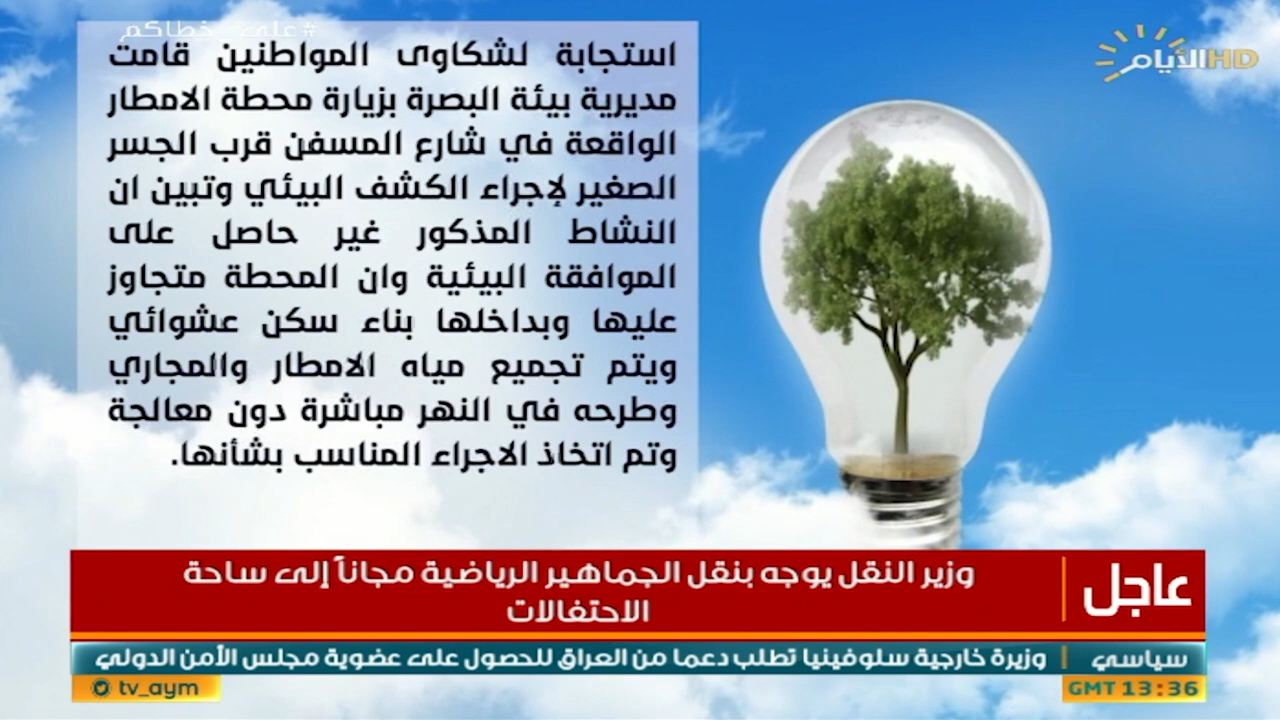 #على خطاكم
الأيام HD
استجابة لشكاوى المواطنين قامت
مديرية بيئة البصرة بزيارة محطة الامطار
الواقعة في شارع المسفن قرب الجسر
الصغير لإجراء الكشف البيئي وتبين ان
النشاط المذكور غير حاصل على
الموافقة البيئية وان المحطة متجاوز
عليها وبداخلها بناء سكن عشوائي
ويتم تجميع مياه الامطار والمجاري
وطرحه في النهر مباشرة دون معالجة
وتم اتخاذ الاجراء المناسب بشأنها.
عاجل
وزير النقل يوجه بنقل الجماهير الرياضية مجاناً إلى ساحة
الاحتفالات
سياسي | وزيرة خارجية سلوفينيا تطلب دعما من العراق للحصول على عضوية مجلس الأمن الدولي
tv_aym
GMT 13:36